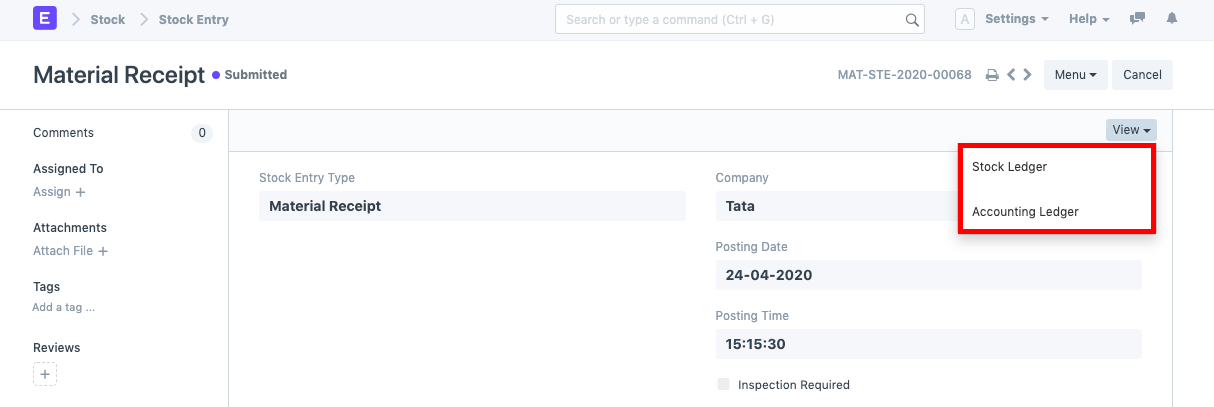 E Stock Stock Entry Search or type a command (Ctrl + G) A Settings Help
Material Receipt Submitted MAT-STE-2020-00068 Menu Cancel
Comments 0
View
Stock Ledger
Accounting Ledger
Assigned To
Assign +
Attachments
Attach File +
Tags
Add a tag ...
Reviews
+
Stock Entry Type
Material Receipt
Company
Tata
Posting Date
24-04-2020
Posting Time
15:15:30
Inspection Required